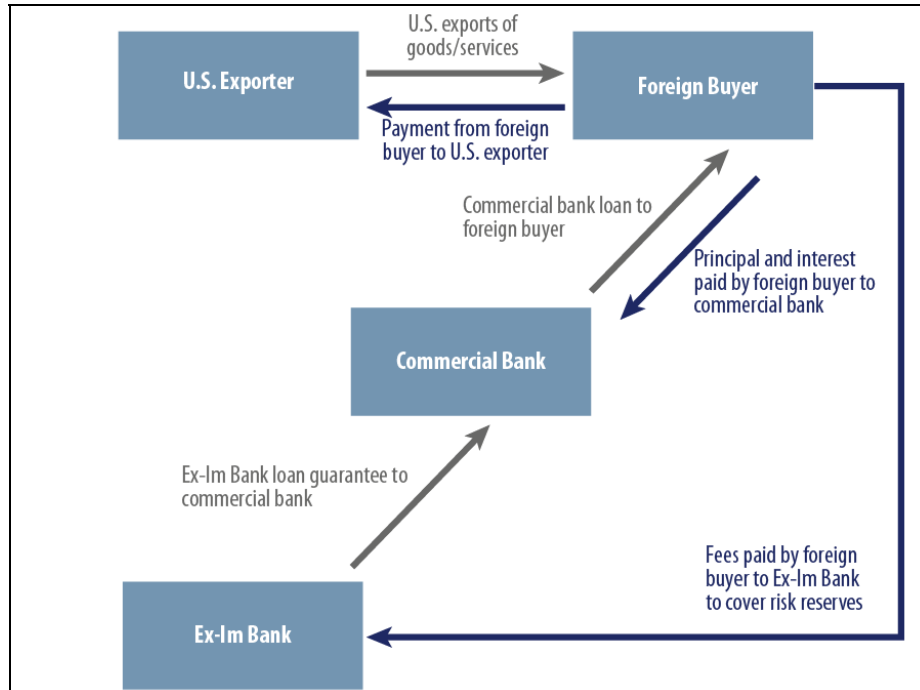 U.S. exports of
goods/services
U.S. Exporter
Foreign Buyer
Payment from foreign
buyer to U.S. exporter
Commercial bank loan to
foreign buyer
Principal and interest
paid by foreign buyer to
commercial bank
Commercial Bank
Ex-Im Bank loan guarantee to
commercial bank
Fees paid by foreign
buyer to Ex-Im Bank
to cover risk reserves
Ex-Im Bank